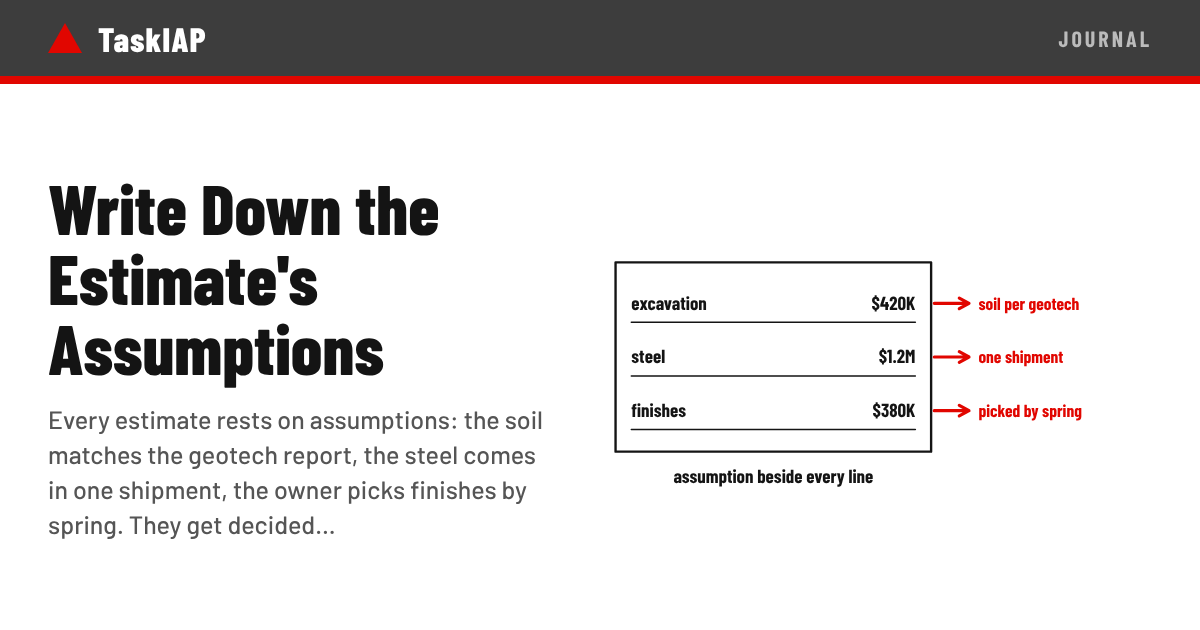 TaskIAP
JOURNAL
Write Down the
Estimate's
Assumptions
Every estimate rests on assumptions: the soil
matches the geotech report, the steel comes
in one shipment, the owner picks finishes by
spring. They get decided...
excavation $420K soil per geotech
steel $1.2M one shipment
finishes $380K picked by spring
assumption beside every line